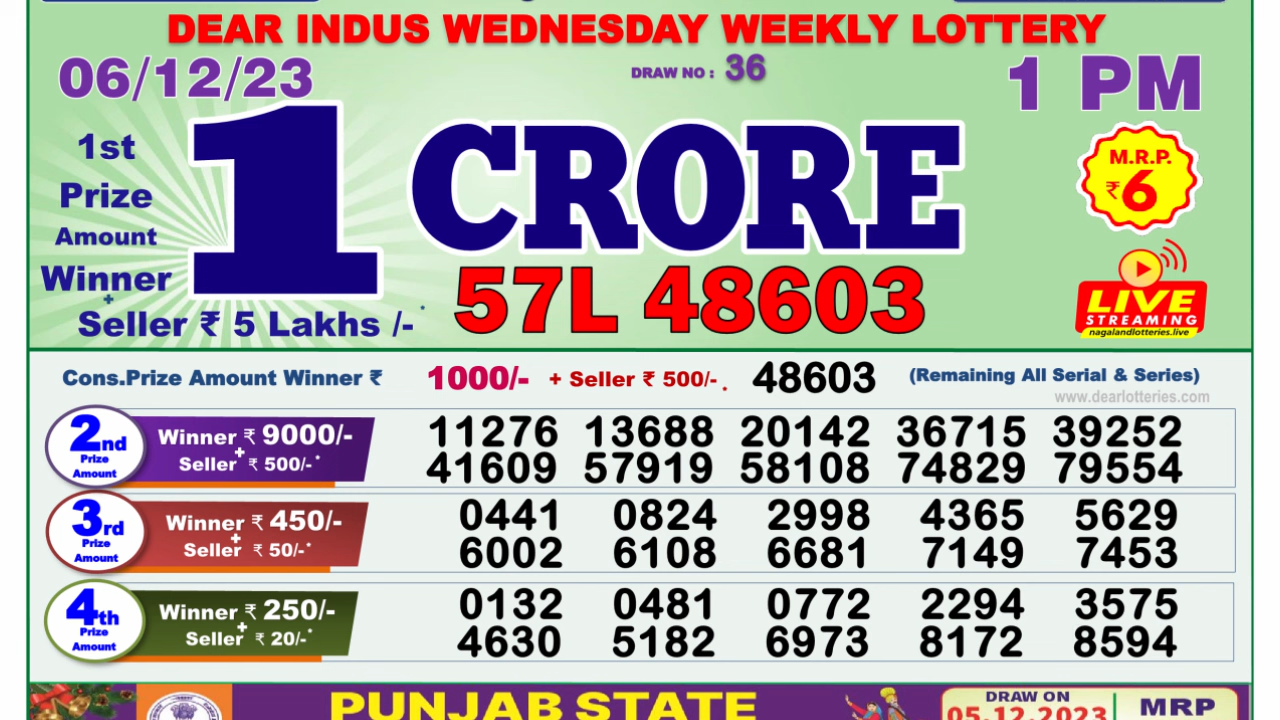 DEAR INDUS WEDNESDAY WEEKLY LOTTERY
06/12/23
DRAW NO : 36
1 PM
1st
Prize
Amount
Winner
+
Seller ₹ 5 Lakhs /- *
1 CRORE
57L 48603
M.R.P.
₹6
LIVE
STREAMING
nagalandlotteries.live
Cons.Prize Amount Winner ₹ 1000/- + Seller ₹ 500/- . 48603 (Remaining All Serial & Series)
www.dearlotteries.com
2nd
Prize
Amount
Winner ₹ 9000/-
+
Seller ₹ 500/-*
11276 13688 20142 36715 39252
41609 57919 58108 74829 79554
3rd
Prize
Amount
Winner ₹ 450/-
+
Seller ₹ 50/-*
0441 0824 2998 4365 5629
6002 6108 6681 7149 7453
4th
Prize
Amount
Winner ₹ 250/-
+
Seller ₹ 20/-*
0132 0481 0772 2294 3575
4630 5182 6973 8172 8594
PUNJAB STATE
DRAW ON
05.12.2023
MRP